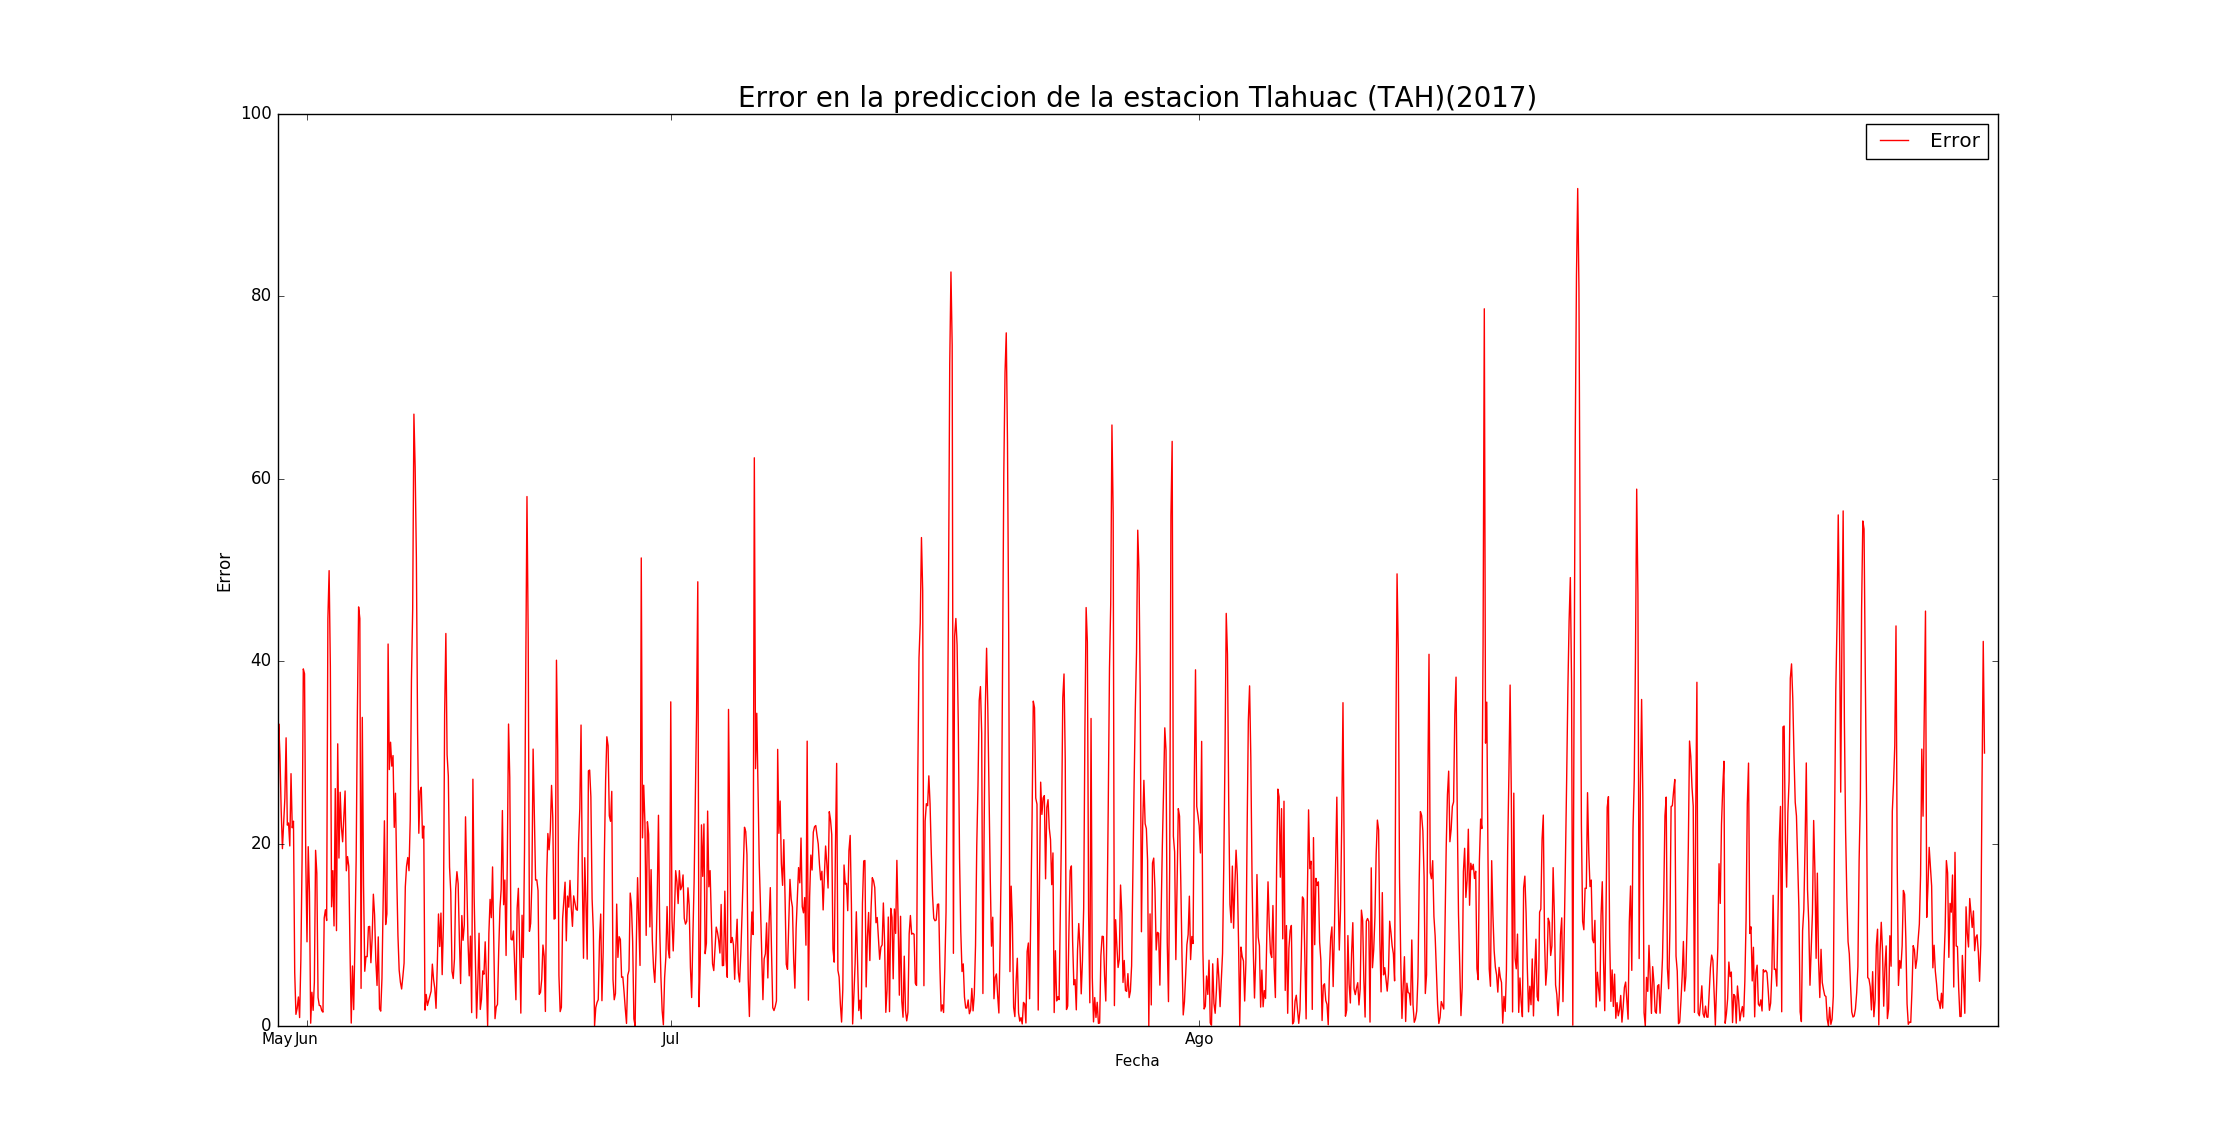 Error en la prediccion de la estacion Tlahuac (TAH)(2017)
100
Error
80
60
Error
40
20
0
May Jun Jul Ago
Fecha